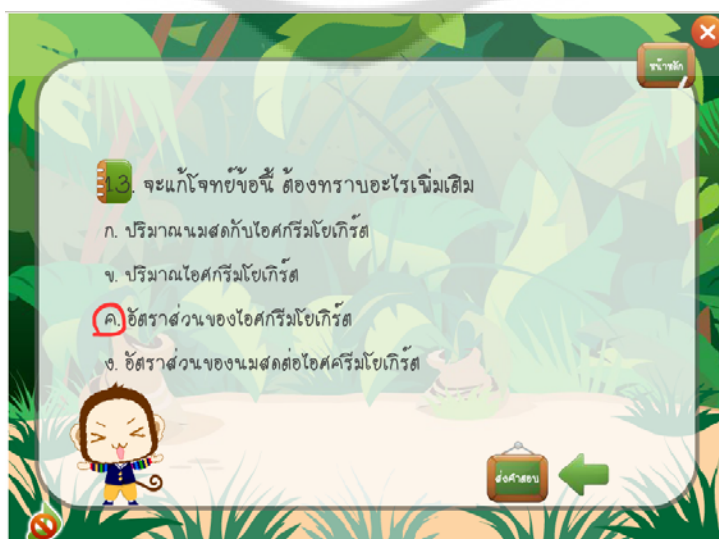 หน้าหลัก
13. จะแก้โจทย์ข้อนี้ ต้องทราบอะไรเพิ่มเติม
ก. ปริมาณนมสดกับไอศกรีมโยเกิร์ต
ข. ปริมาณไอศกรีมโยเกิร์ต
ค. อัตราส่วนของไอศกรีมโยเกิร์ต
ง. อัตราส่วนของนมสดต่อไอศครีมโยเกิร์ต
ส่งคำตอบ